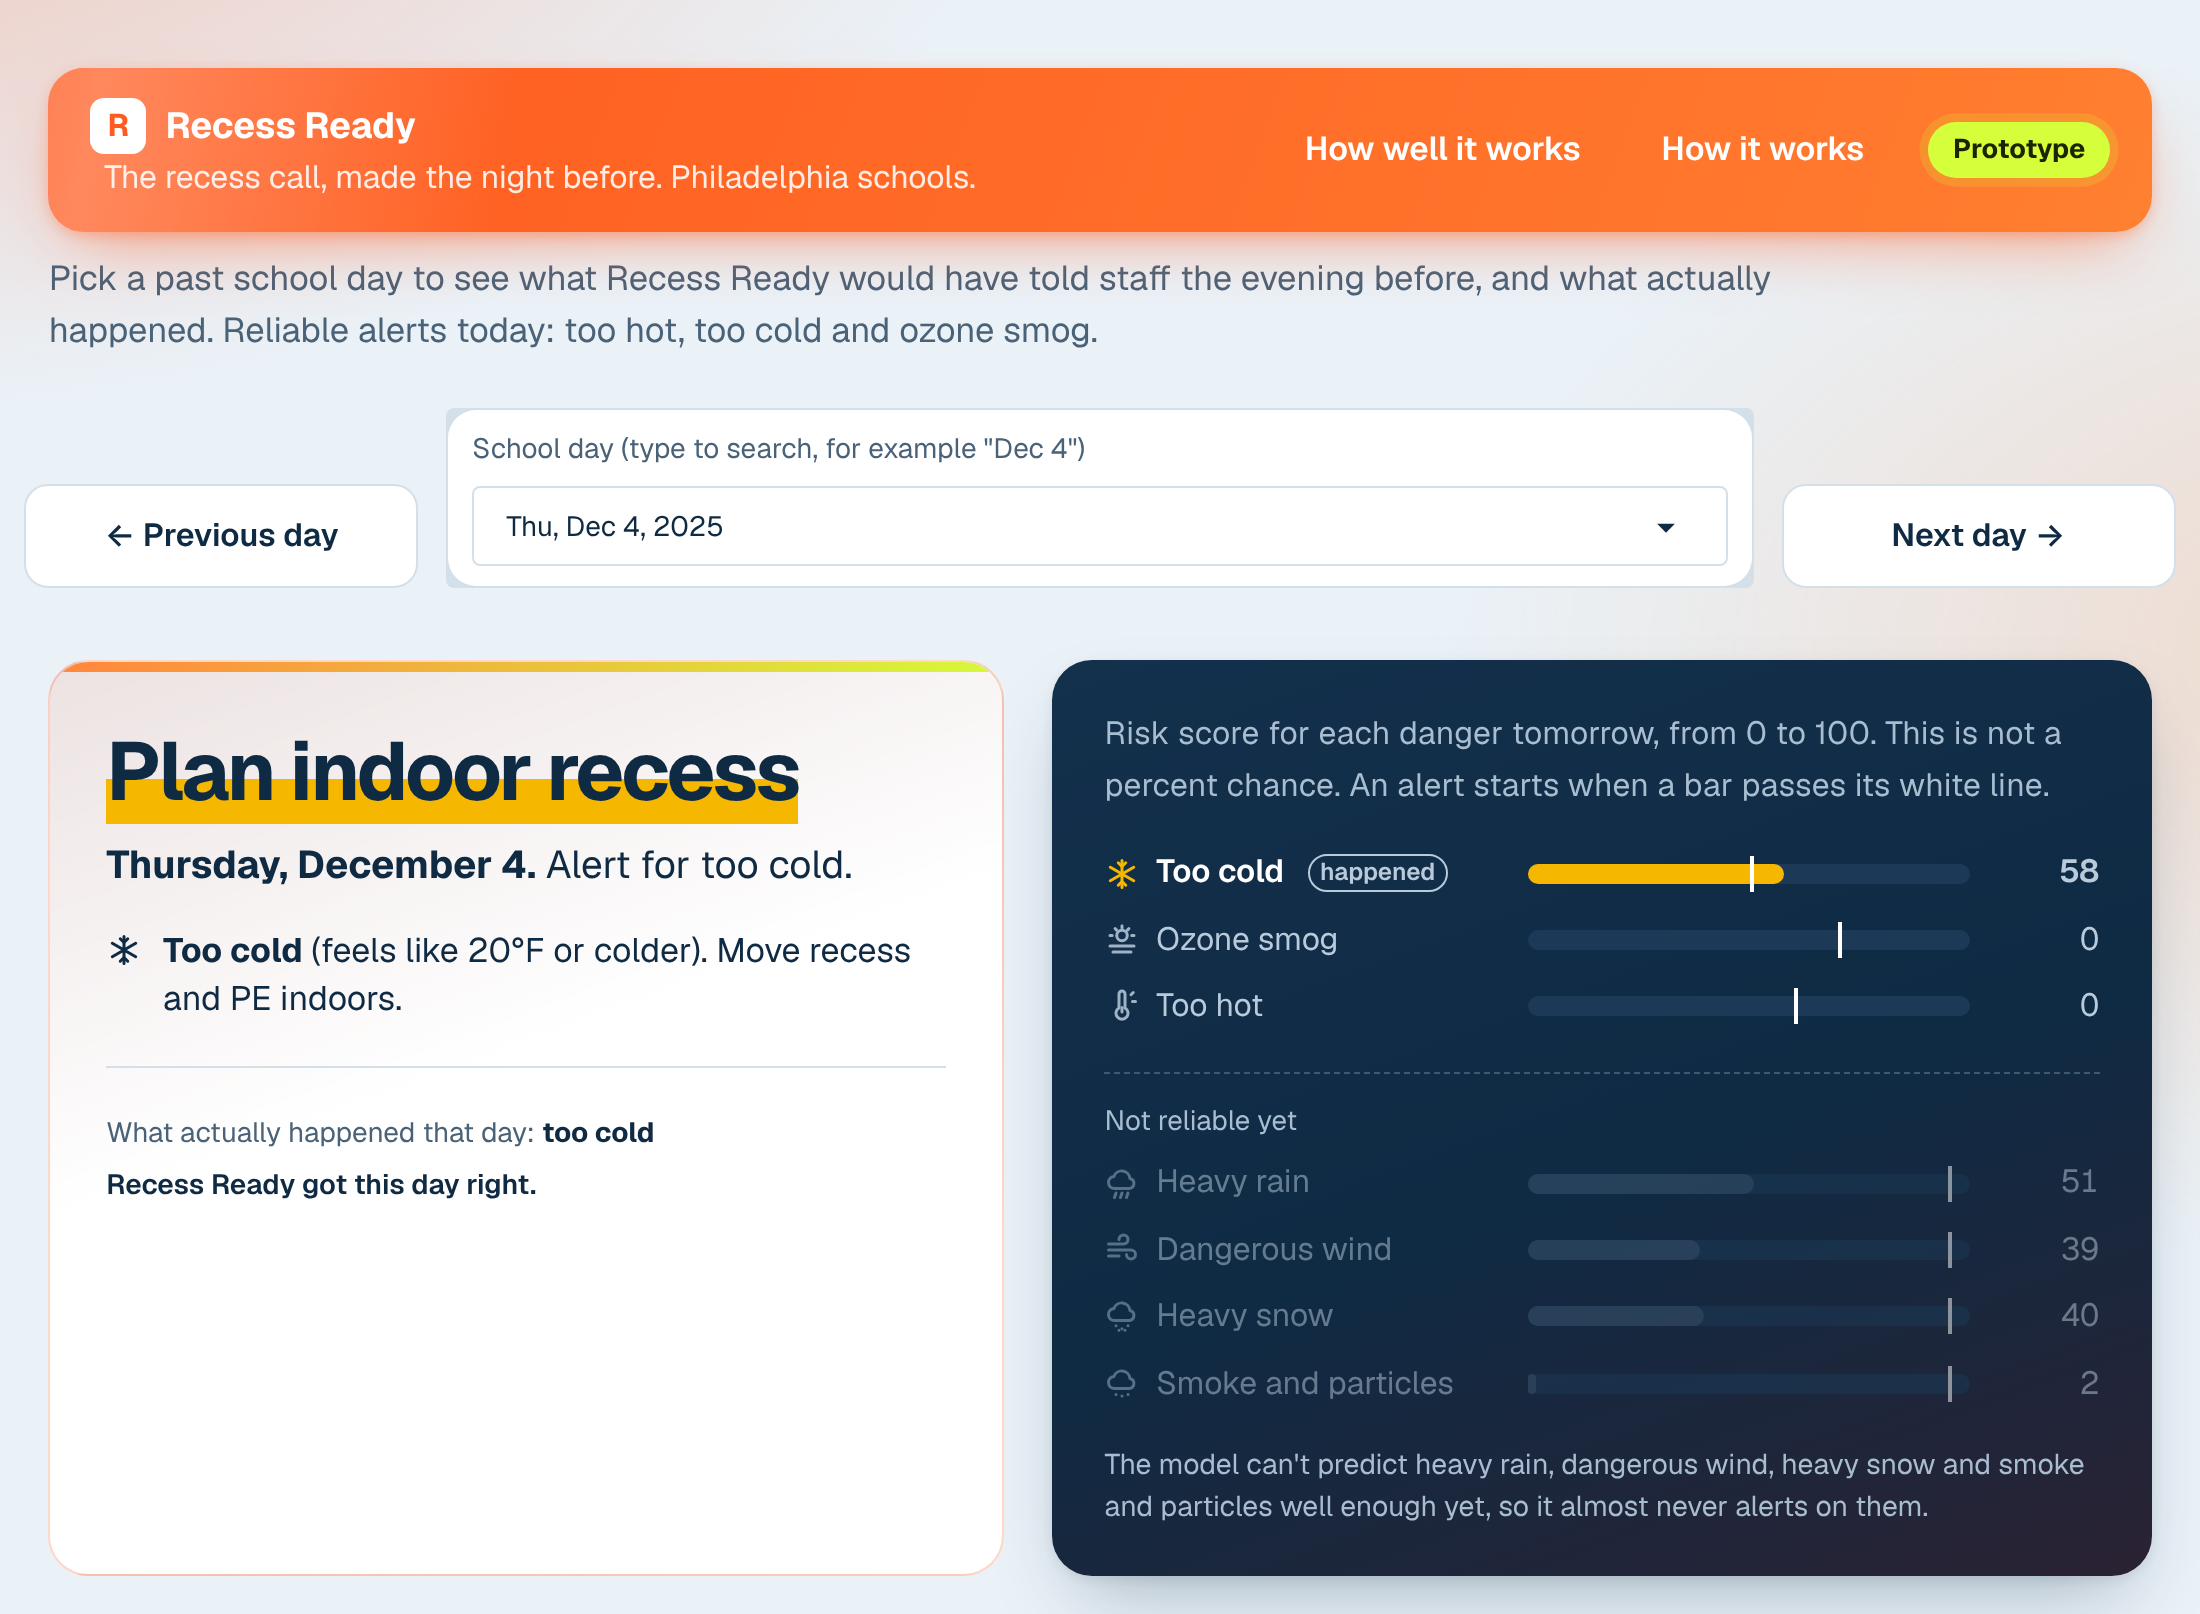 R Recess Ready
The recess call, made the night before. Philadelphia schools.
How well it works
How it works
Prototype
Pick a past school day to see what Recess Ready would have told staff the evening before, and what actually
happened. Reliable alerts today: too hot, too cold and ozone smog.
← Previous day
School day (type to search, for example "Dec 4")
Thu, Dec 4, 2025
Next day →
Plan indoor recess
Thursday, December 4. Alert for too cold.
Too cold (feels like 20°F or colder). Move recess
and PE indoors.
What actually happened that day: too cold
Recess Ready got this day right.
Risk score for each danger tomorrow, from 0 to 100. This is not a
percent chance. An alert starts when a bar passes its white line.
Too cold happened 58
Ozone smog 0
Too hot 0
Not reliable yet
Heavy rain 51
Dangerous wind 39
Heavy snow 40
Smoke and particles 2
The model can't predict heavy rain, dangerous wind, heavy snow and smoke
and particles well enough yet, so it almost never alerts on them.